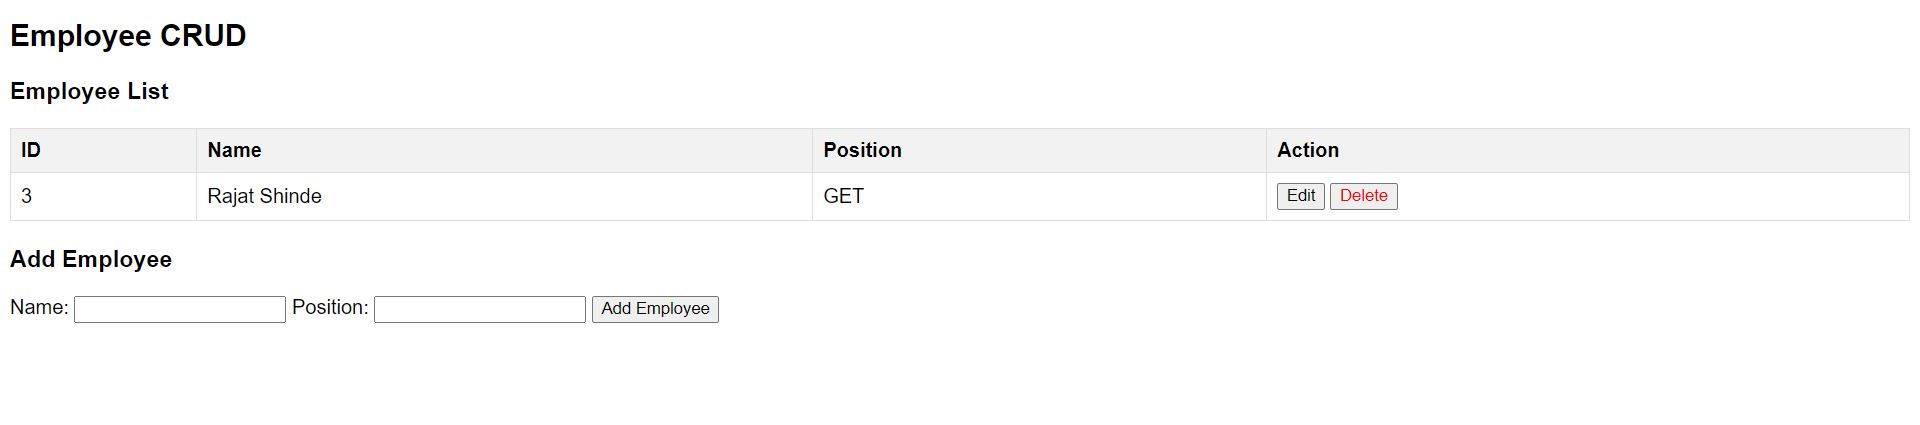 Employee CRUD
Employee List
ID Name Position Action
3 Rajat Shinde GET Edit Delete
Add Employee
Name: Position: Add Employee